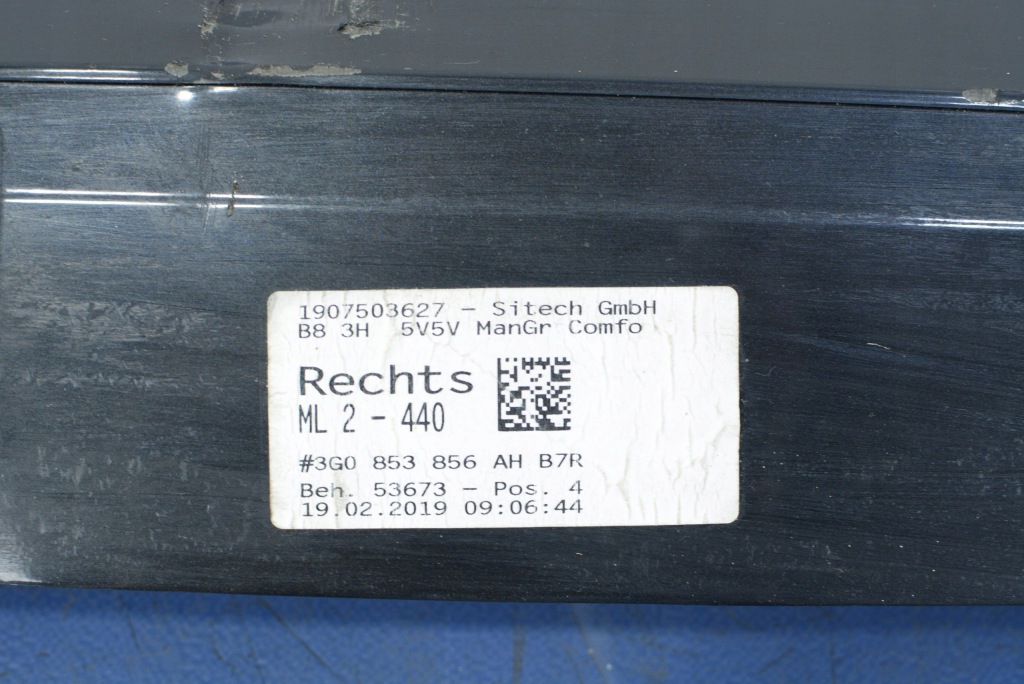 1907503627 - Sitech GmbH
B8 3H 5V5V ManGr Comfo
Rechts
ML 2 - 440
#3G0 853 856 AH B7R
Beh. 53673 - Pos. 4
19.02.2019 09:06:44